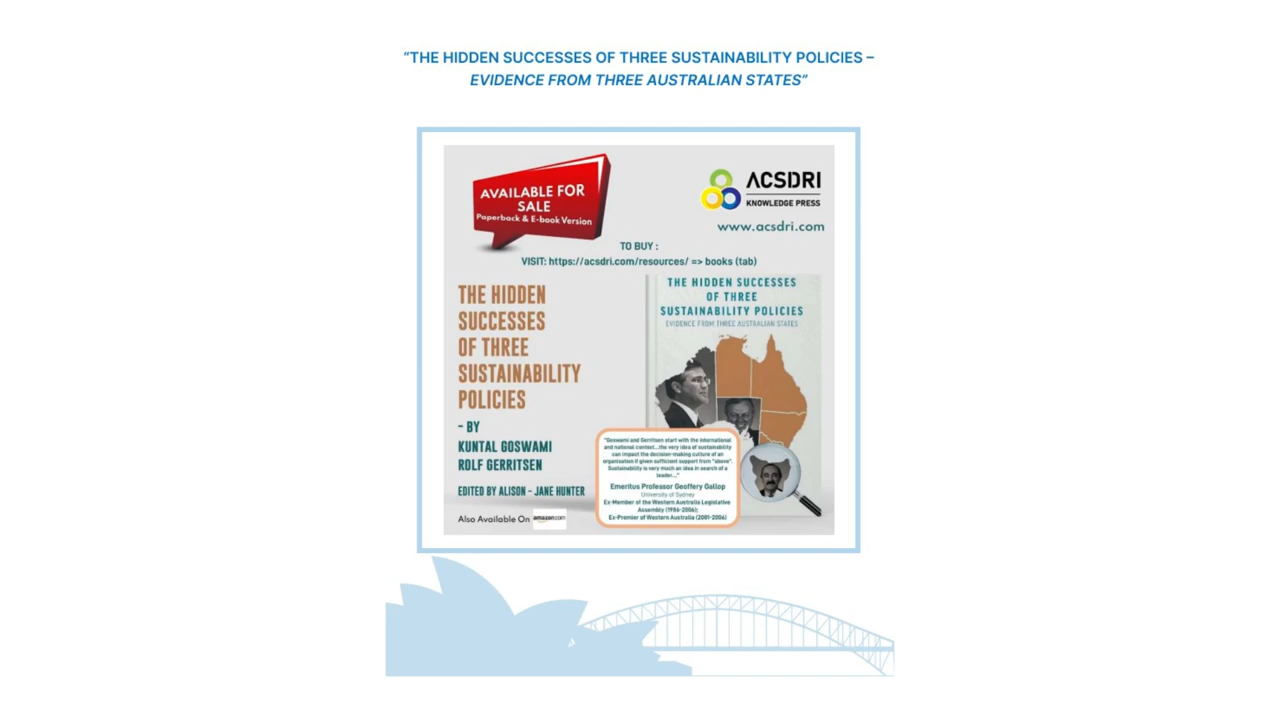 “THE HIDDEN SUCCESSES OF THREE SUSTAINABILITY POLICIES –
EVIDENCE FROM THREE AUSTRALIAN STATES”
AVAILABLE FOR
SALE
Paperback & E-book Version
ACSDRI
KNOWLEDGE PRESS
www.acsdri.com
TO BUY :
VISIT: https://acsdri.com/resources/ => books (tab)
THE HIDDEN
SUCCESSES
OF THREE
SUSTAINABILITY
POLICIES
- BY
KUNTAL GOSWAMI
ROLF GERRITSEN
EDITED BY ALISON - JANE HUNTER
Also Available On amazon.com
THE HIDDEN SUCCESSES
OF THREE
SUSTAINABILITY POLICIES
EVIDENCE FROM THREE AUSTRALIAN STATES
"Goswami and Gerritsen start with the international
and national context...the very idea of sustainability
can impact the decision-making culture of an
organisation if given sufficient support from "above".
Sustainability is very much an idea in search of a
leader..."
Emeritus Professor Geoffery Gallop
University of Sydney
Ex-Member of the Western Australia Legislative
Assembly (1986-2006);
Ex-Premier of Western Australia (2001-2006)